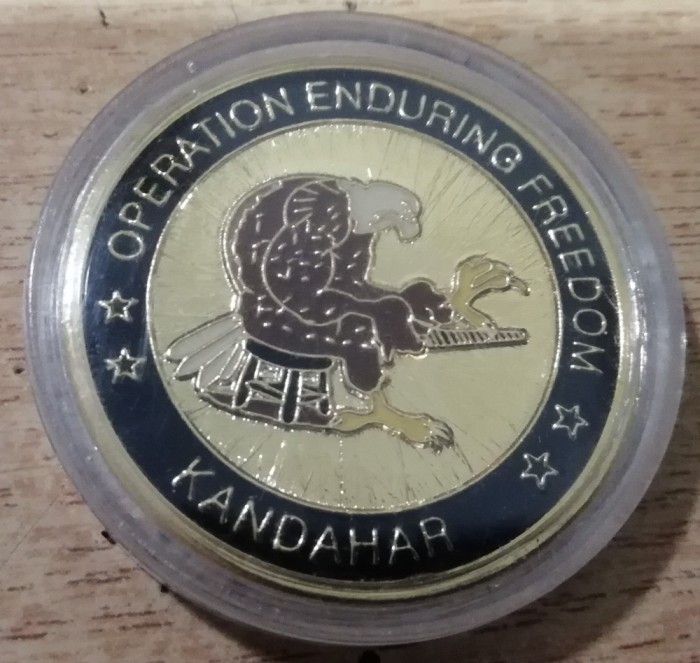 OPERATION ENDURING FREEDOM
KANDAHAR